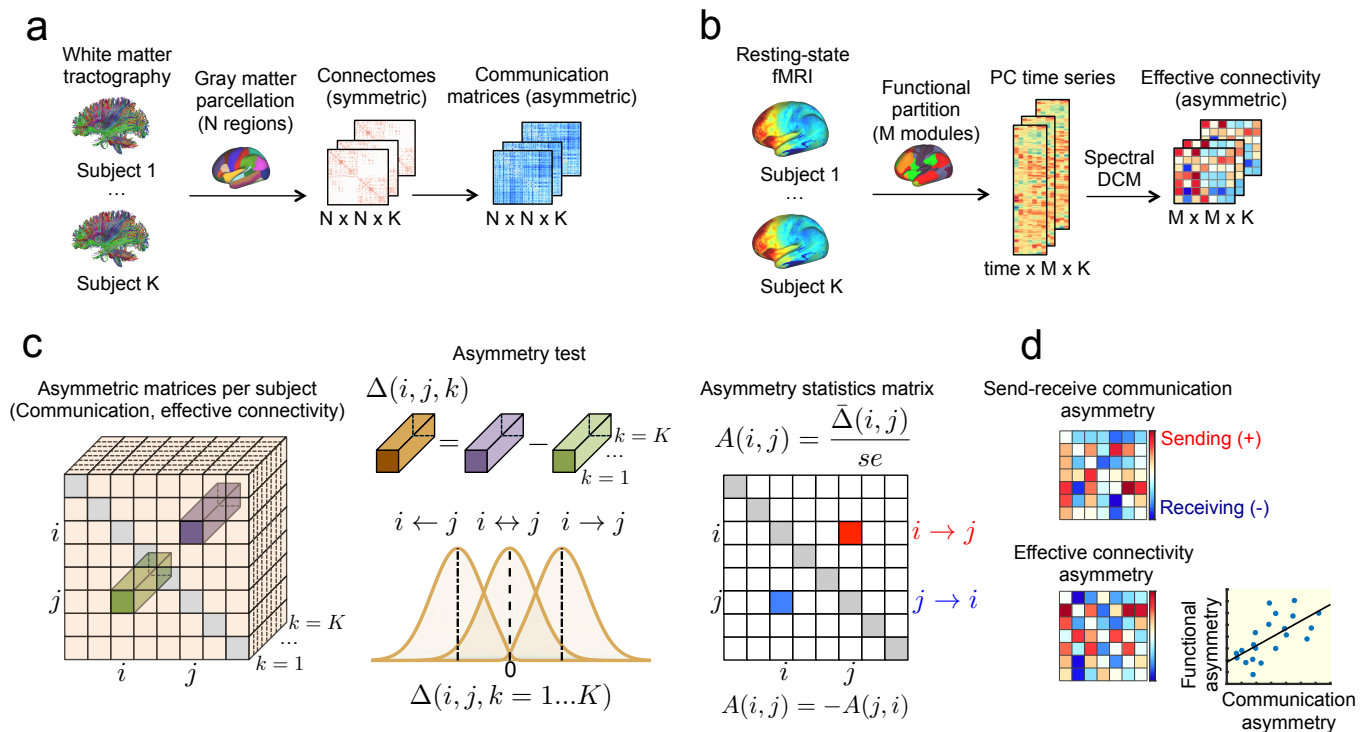 a
White matter
tractography
Subject 1
...
Subject K
Gray matter
parcellation
(N regions)
Connectomes
(symmetric)
N x N x K
Communication
matrices (asymmetric)
N x N x K
b
Resting-state
fMRI
Subject 1
...
Subject K
Functional
partition
(M modules)
PC time series
time x M x K
Spectral
DCM
Effective connectivity
(asymmetric)
M x M x K
c
Asymmetric matrices per subject
(Communication, effective connectivity)
i
j
i
j
k = K
...
k = 1
Asymmetry test
Δ(i, j, k)
= −
k = K
...
k = 1
i ← j i ↔ j i → j
0
Δ(i, j, k = 1...K)
Asymmetry statistics matrix
A(i, j) = Δ̄(i, j) / se
i
i → j
j
j → i
i
j
A(i, j) = −A(j, i)
d
Send-receive communication
asymmetry
Sending (+)
Receiving (-)
Effective connectivity
asymmetry
Functional
asymmetry
Communication
asymmetry